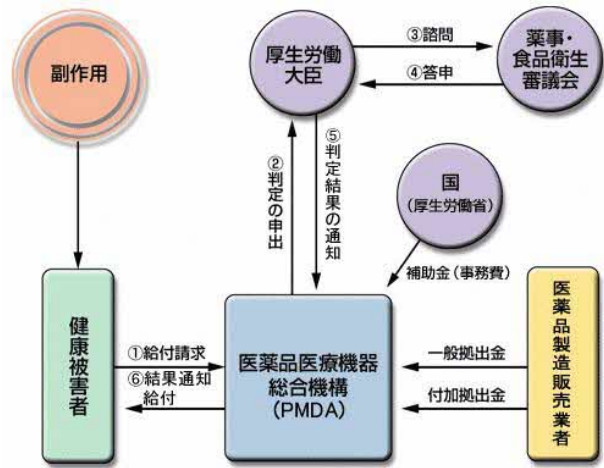 副作用
厚生労働
大臣
③諮問
④答申
薬事・
食品衛生
審議会
②判定の申出
⑤判定結果の通知
国
(厚生労働省)
補助金(事務費)
健康被害者
①給付請求
⑥結果通知
給付
医薬品医療機器
総合機構
(PMDA)
一般拠出金
付加拠出金
医薬品製造販売業者